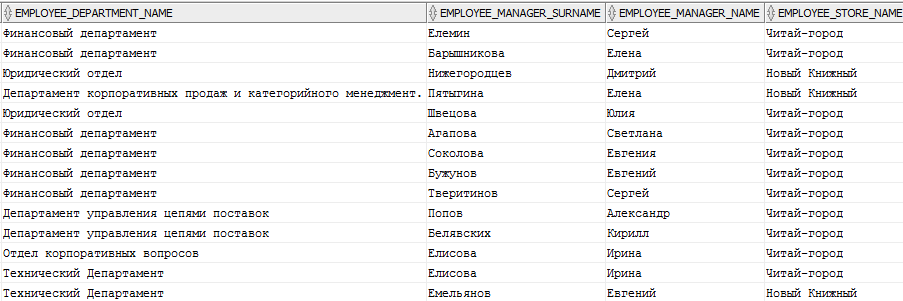 EMPLOYEE_DEPARTMENT_NAME EMPLOYEE_MANAGER_SURNAME EMPLOYEE_MANAGER_NAME EMPLOYEE_STORE_NAME
Финансовый департамент Елемин Сергей Читай-город
Финансовый департамент Барышникова Елена Читай-город
Юридический отдел Нижегородцев Дмитрий Новый Книжный
Департамент корпоративных продаж и категорийного менеджмент. Пятыгина Елена Новый Книжный
Юридический отдел Швецова Юлия Читай-город
Финансовый департамент Агапова Светлана Читай-город
Финансовый департамент Соколова Евгения Читай-город
Финансовый департамент Бужунов Евгений Читай-город
Финансовый департамент Тверитинов Сергей Читай-город
Департамент управления цепями поставок Попов Александр Читай-город
Департамент управления цепями поставок Белявских Кирилл Читай-город
Отдел корпоративных вопросов Елисова Ирина Читай-город
Технический Департамент Елисова Ирина Читай-город
Технический Департамент Емельянов Евгений Новый Книжный